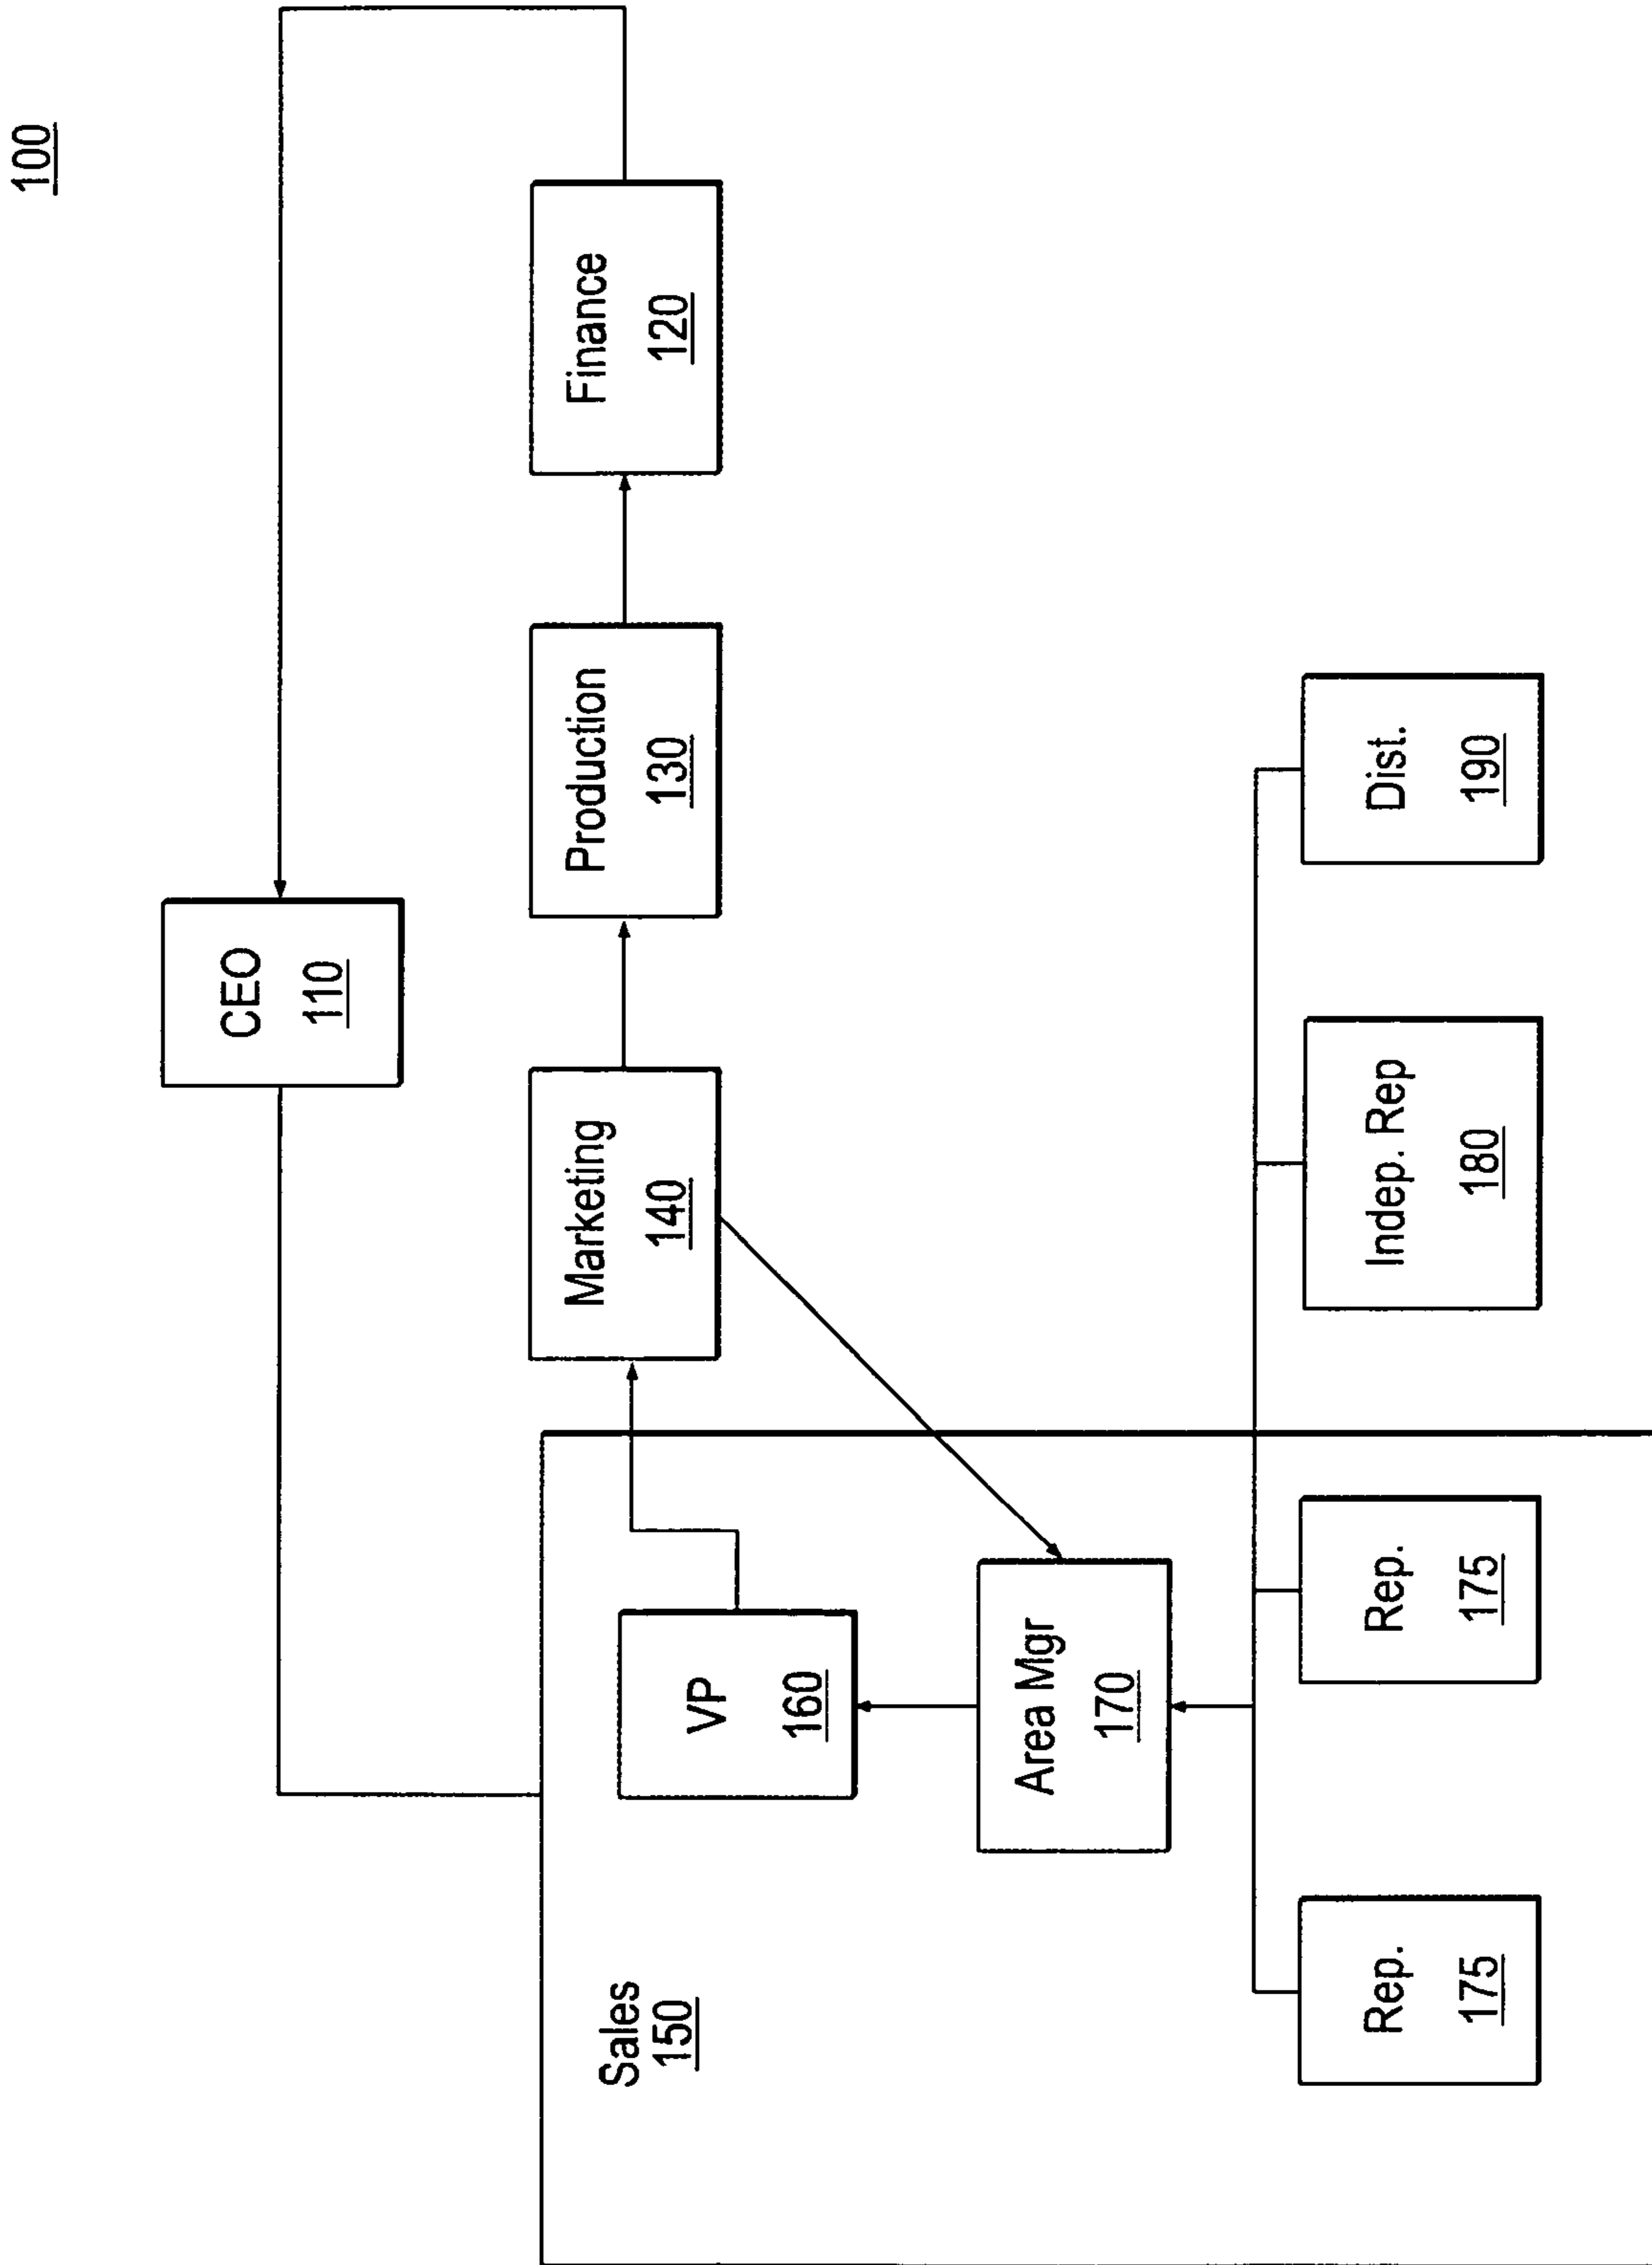 100
CEO
110
Marketing
140
Production
130
Finance
120
Sales
150
VP
160
Area Mgr
170
Rep.
175
Rep.
175
Indep. Rep
180
Dist.
190